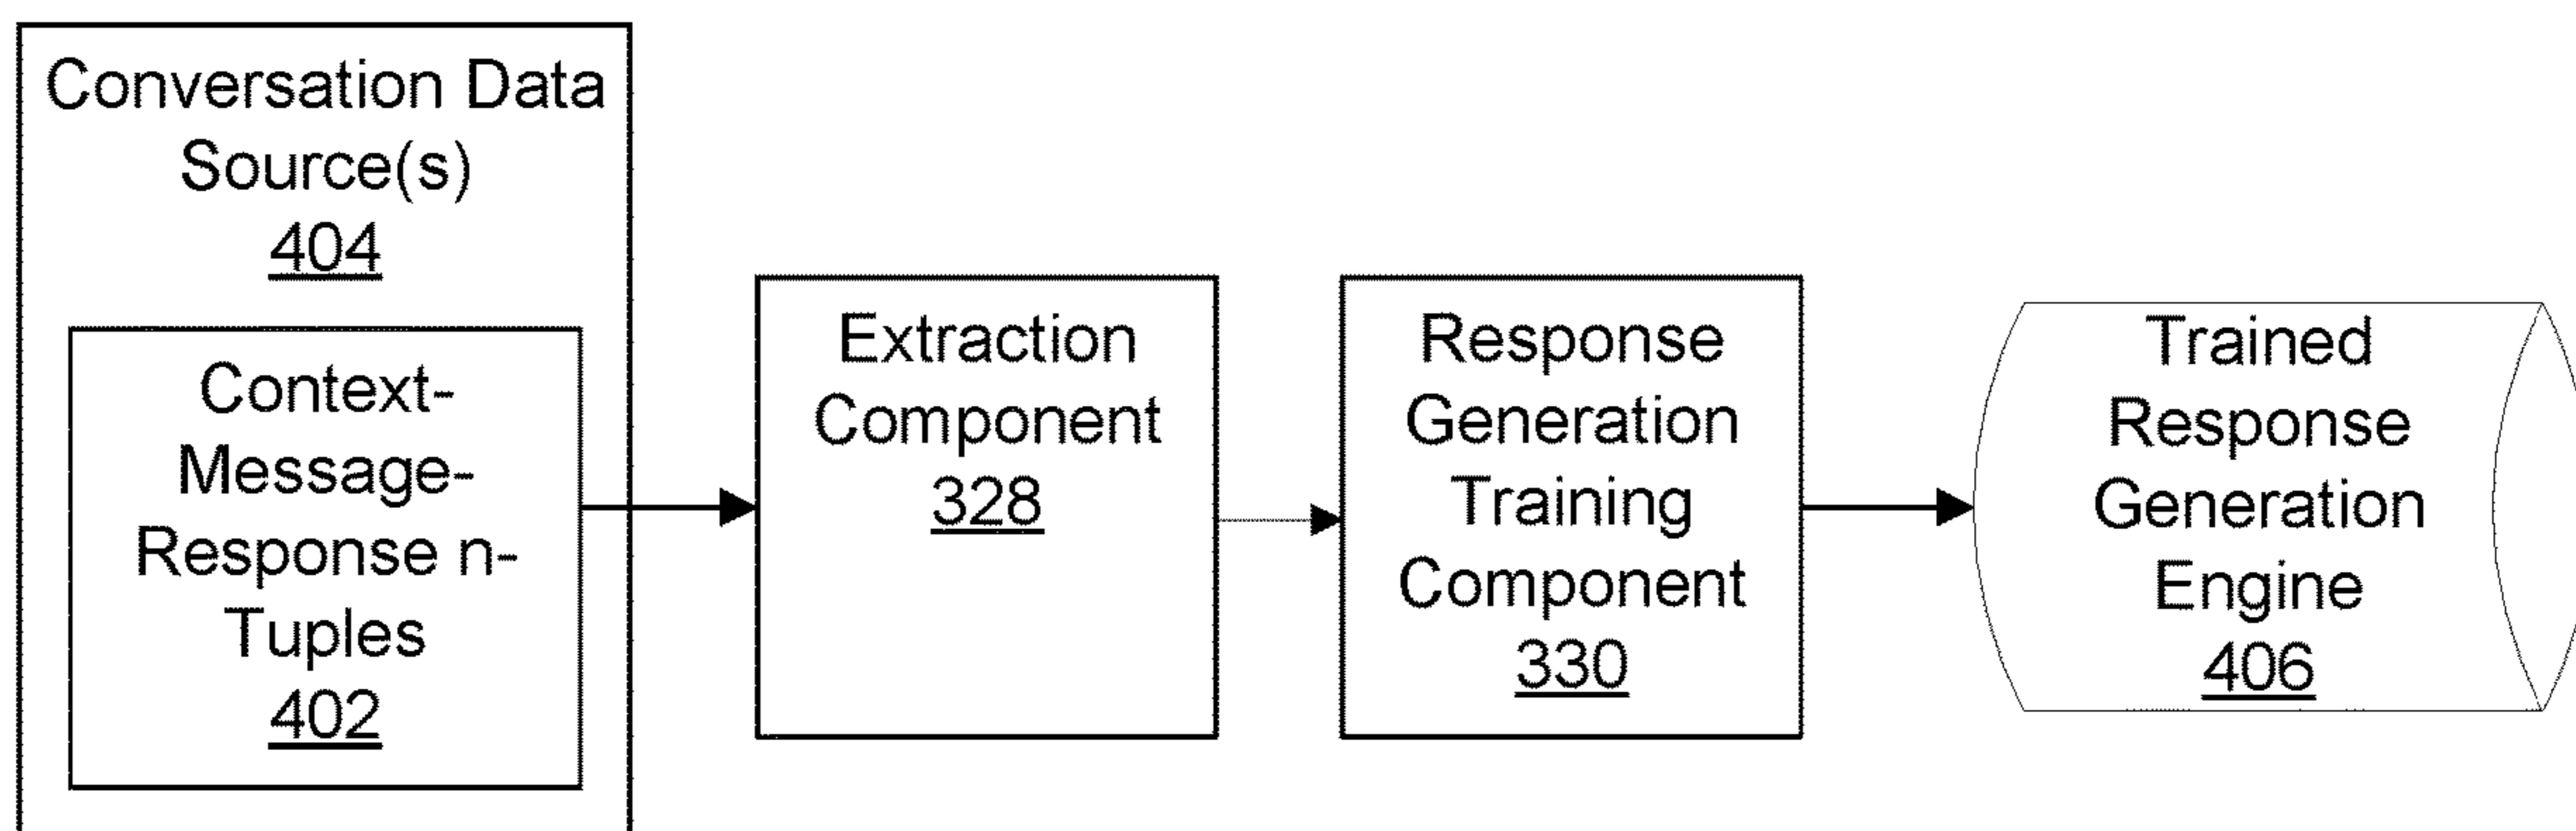 Conversation Data
Source(s)
404
Context-
Message-
Response n-
Tuples
402
Extraction
Component
328
Response
Generation
Training
Component
330
Trained
Response
Generation
Engine
406